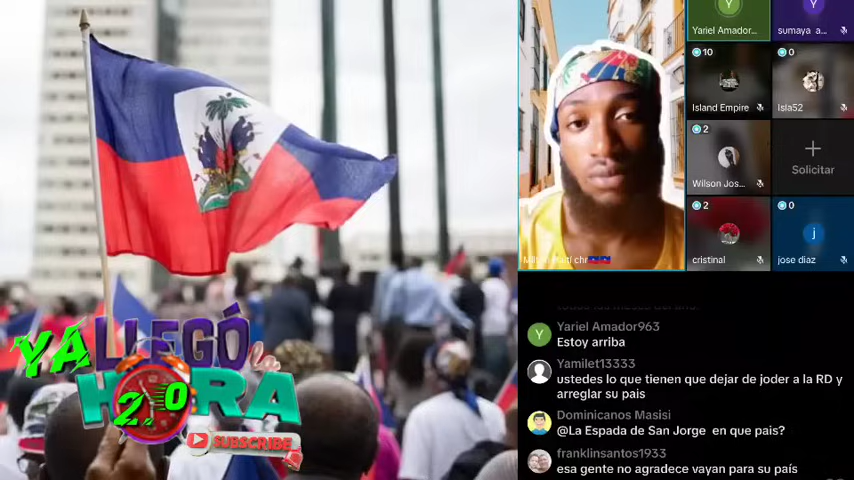 YA LLEGÓ
LA
HORA
2.0
SUBSCRIBE
Yariel Amador...
sumaya a...
10
Island Empire
0
Isla52
2
Wilson Jos...
Solicitar
2
cristinal
0
jose diaz
Y
Yariel Amador963
Estoy arriba
Yamilet13333
ustedes lo que tienen que dejar de joder a la RD y
arreglar su pais
Dominicanos Masisi
@La Espada de San Jorge en que pais?
franklinsantos1933
esa gente no agradece vayan para su país